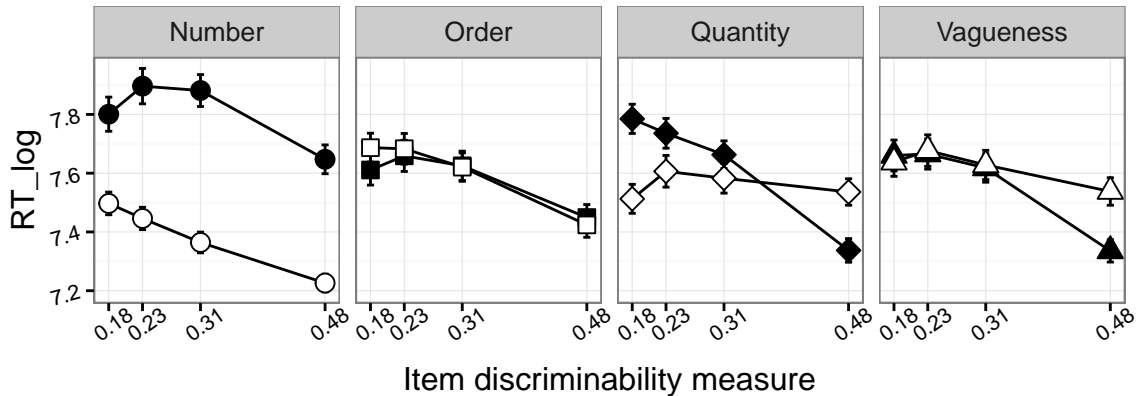 Number Order Quantity Vagueness
RT_log
7.8
7.6
7.4
7.2
0.18 0.23 0.31 0.48 0.18 0.23 0.31 0.48 0.18 0.23 0.31 0.48 0.18 0.23 0.31 0.48
Item discriminability measure